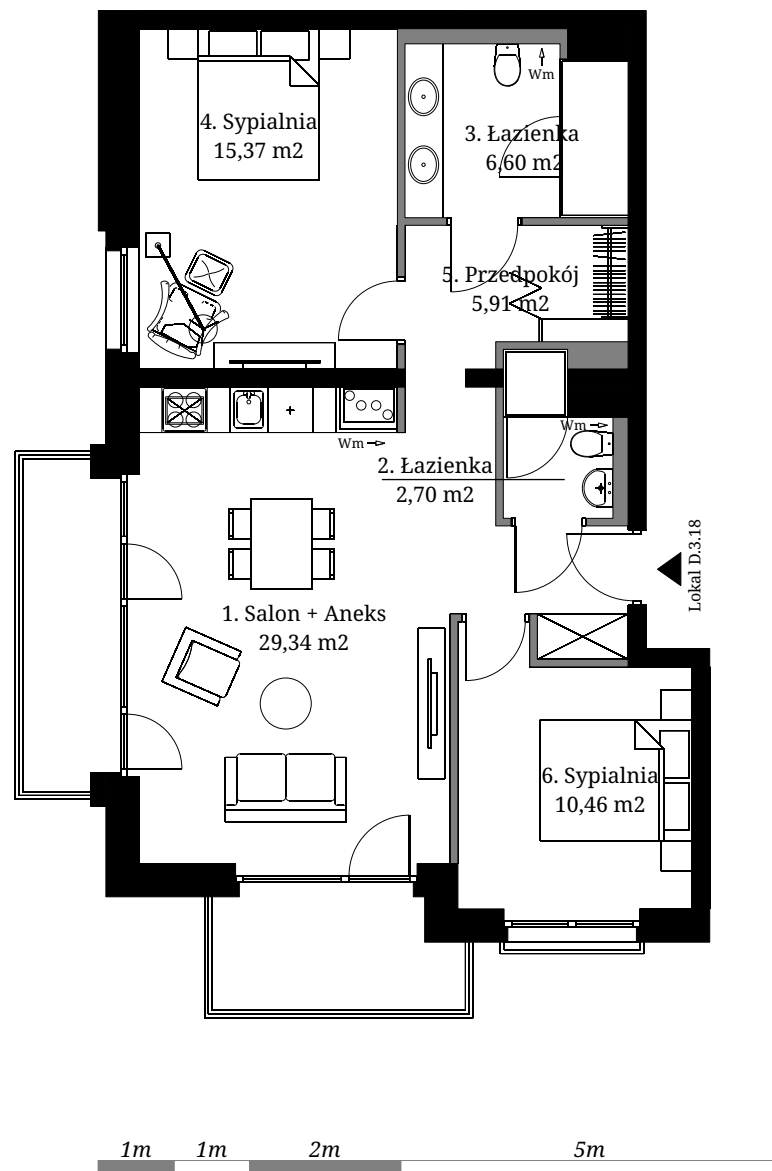 4. Sypialnia
15,37 m2
Wm
3. Łazienka
6,60 m2
5. Przedpokój
5,91 m2
Wm
Wm
2. Łazienka
2,70 m2
Lokal D.3.18
1. Salon + Aneks
29,34 m2
6. Sypialnia
10,46 m2
1m 1m 2m 5m